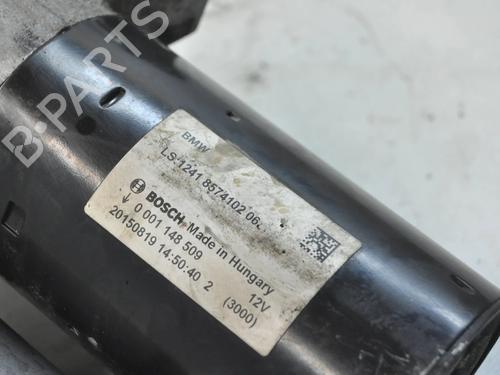 BMW
LS 1241 8574102 06
BOSCH Made in Hungary
0 001 148 509 12V
20150819 14:50:40 2 (3000)
B-PARTS